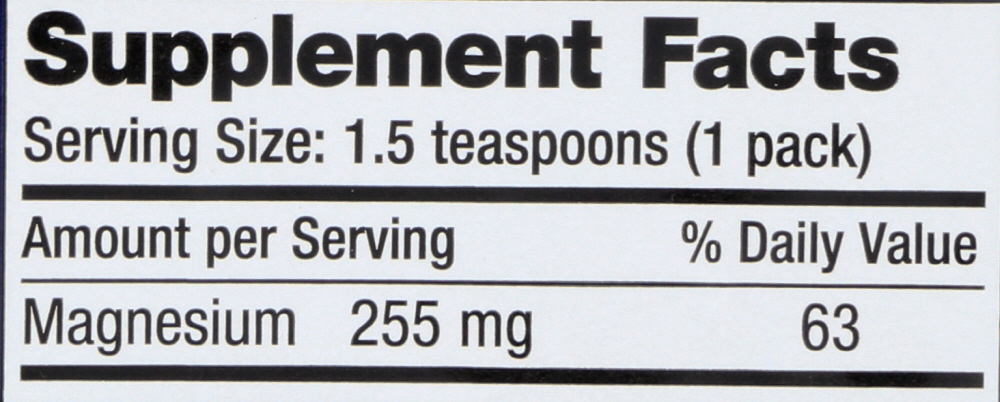 Supplement Facts
Serving Size: 1.5 teaspoons (1 pack)
Amount per Serving % Daily Value
Magnesium 255 mg 63